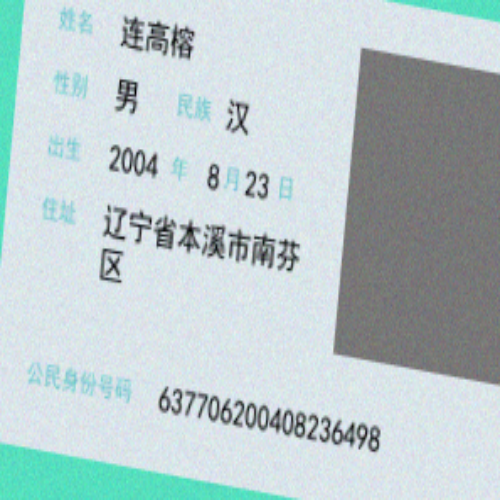 姓名 连高榕
性别 男 民族 汉
出生 2004 年 8 月 23 日
住址 辽宁省本溪市南芬
区
公民身份号码 637706200408236498